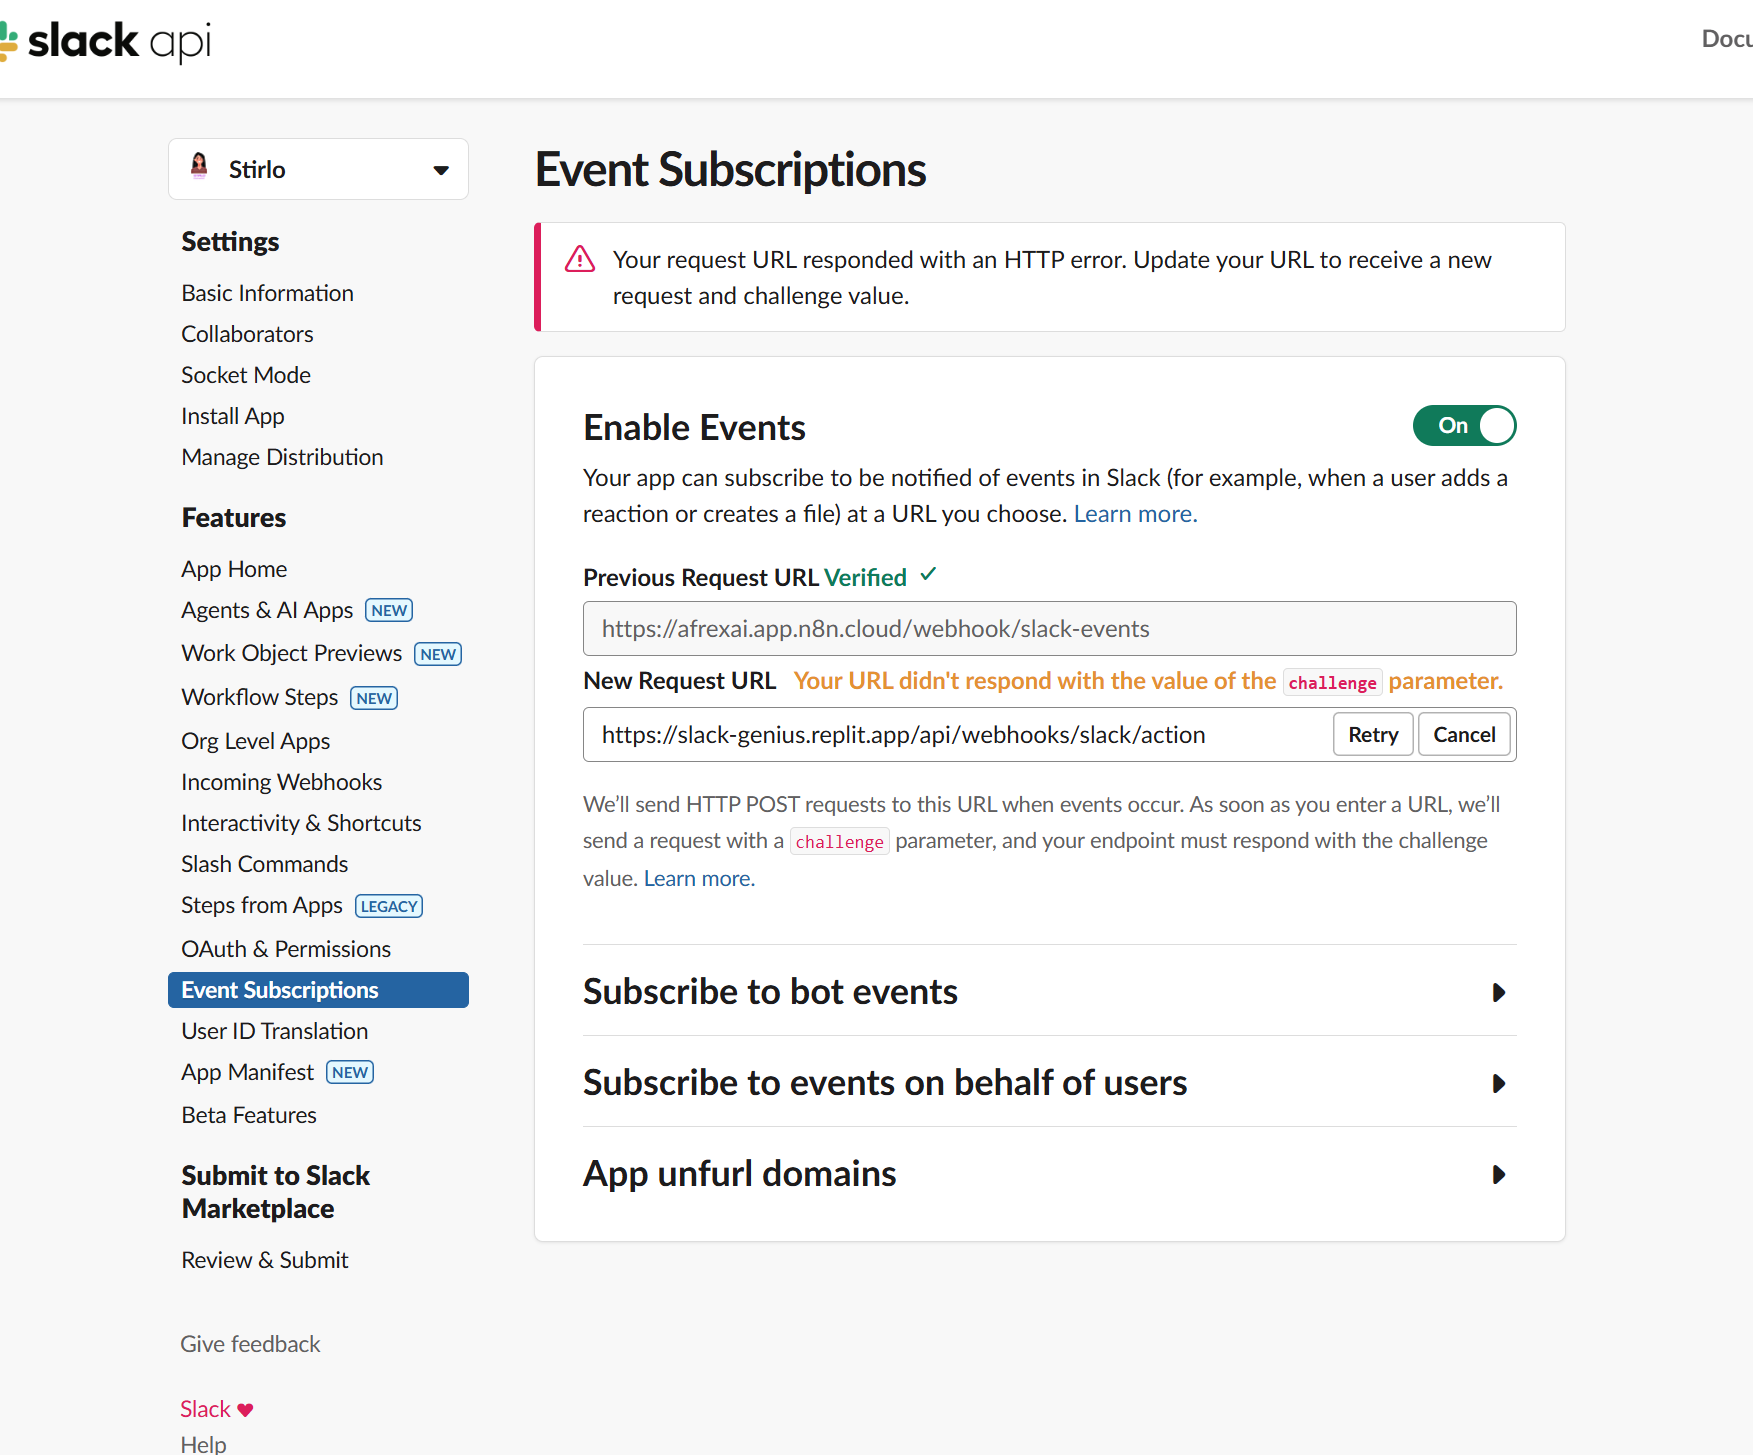 slack api
Docu
Stirlo
Settings
Basic Information
Collaborators
Socket Mode
Install App
Manage Distribution
Features
App Home
Agents & AI Apps NEW
Work Object Previews NEW
Workflow Steps NEW
Org Level Apps
Incoming Webhooks
Interactivity & Shortcuts
Slash Commands
Steps from Apps LEGACY
OAuth & Permissions
Event Subscriptions
User ID Translation
App Manifest NEW
Beta Features
Submit to Slack
Marketplace
Review & Submit
Give feedback
Slack ♥
Help
Event Subscriptions
Your request URL responded with an HTTP error. Update your URL to receive a new
request and challenge value.
Enable Events
On
Your app can subscribe to be notified of events in Slack (for example, when a user adds a
reaction or creates a file) at a URL you choose. Learn more.
Previous Request URL Verified ✓
https://afrexai.app.n8n.cloud/webhook/slack-events
New Request URL Your URL didn't respond with the value of the challenge parameter.
https://slack-genius.replit.app/api/webhooks/slack/action Retry Cancel
We’ll send HTTP POST requests to this URL when events occur. As soon as you enter a URL, we’ll
send a request with a challenge parameter, and your endpoint must respond with the challenge
value. Learn more.
Subscribe to bot events
Subscribe to events on behalf of users
App unfurl domains